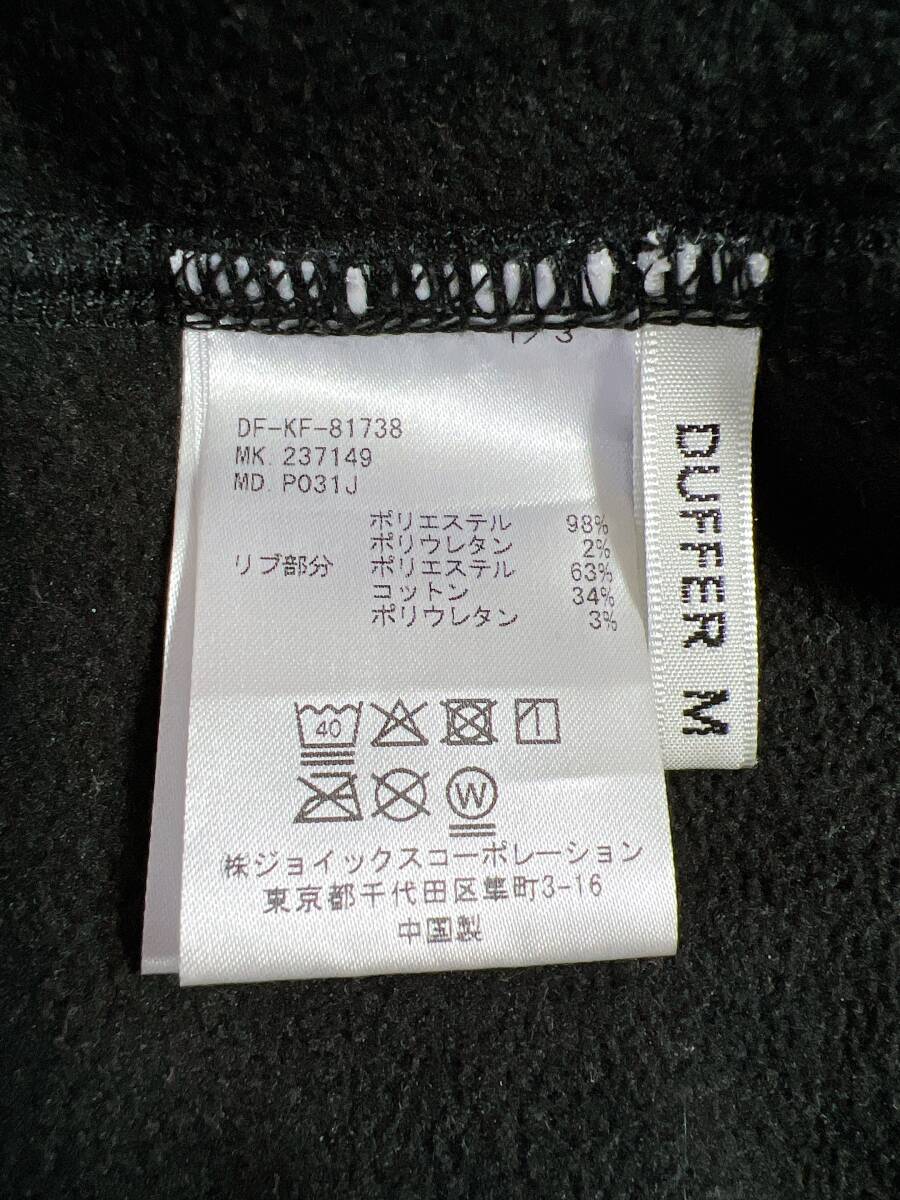 1/3
DF-KF-81738
MK. 237149
MD. P031J
ポリエステル 98%
ポリウレタン 2%
リブ部分 ポリエステル 63%
コットン 34%
ポリウレタン 3%
40
W
㈱ジョイックスコーポレーション
東京都千代田区隼町3-16
中国製
DUFFER M